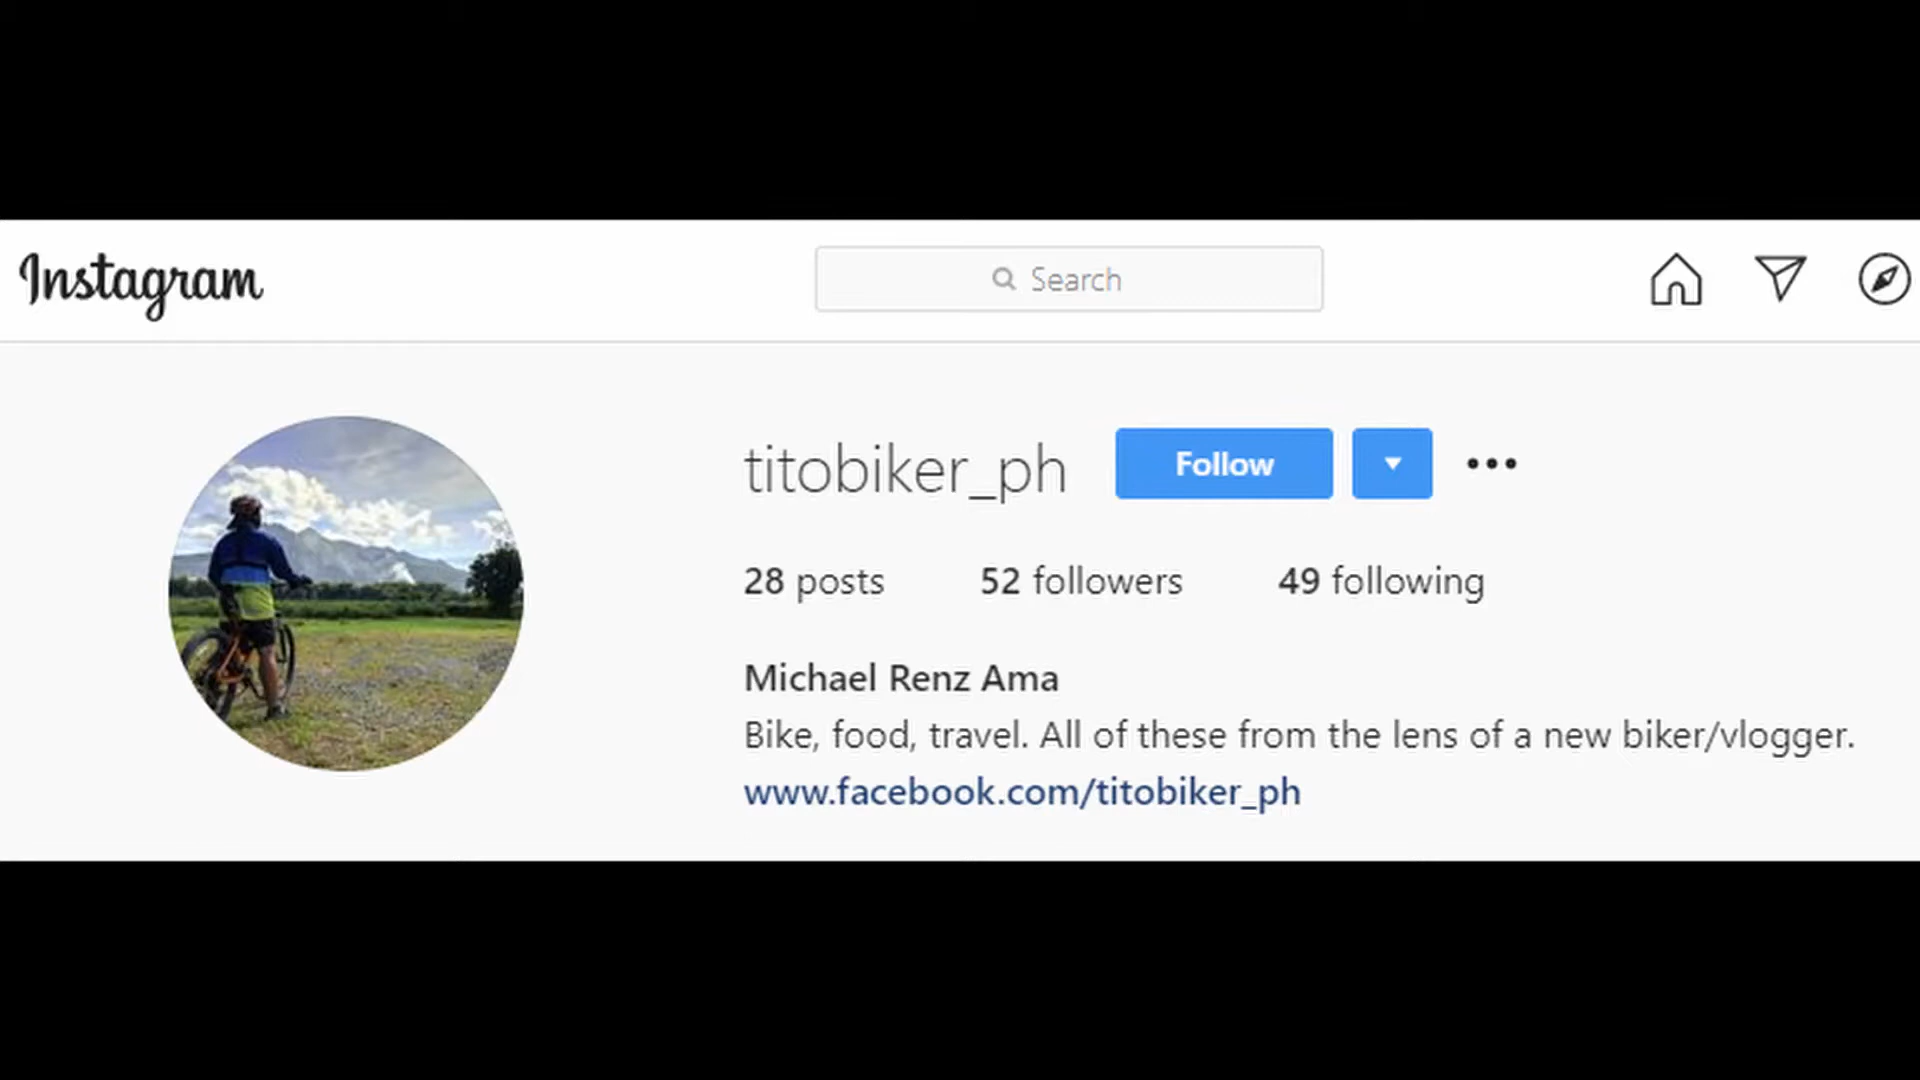 Instagram
Search
titobiker_ph
Follow
28 posts
52 followers
49 following
Michael Renz Ama
Bike, food, travel. All of these from the lens of a new biker/vlogger.
www.facebook.com/titobiker_ph